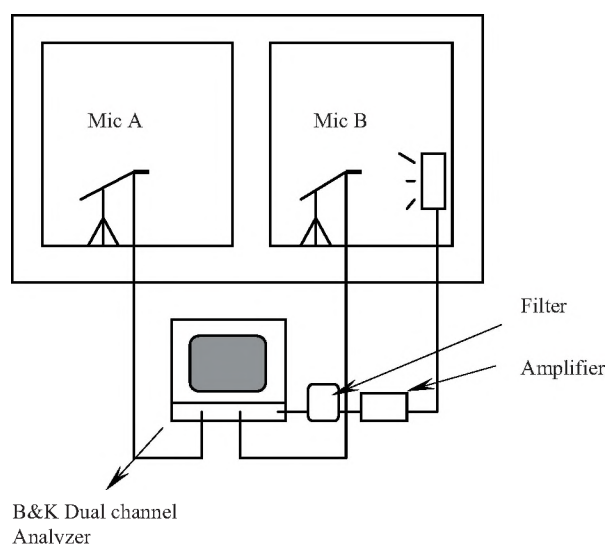 Mic A
Mic B
Filter
Amplifier
B&K Dual channel
Analyzer